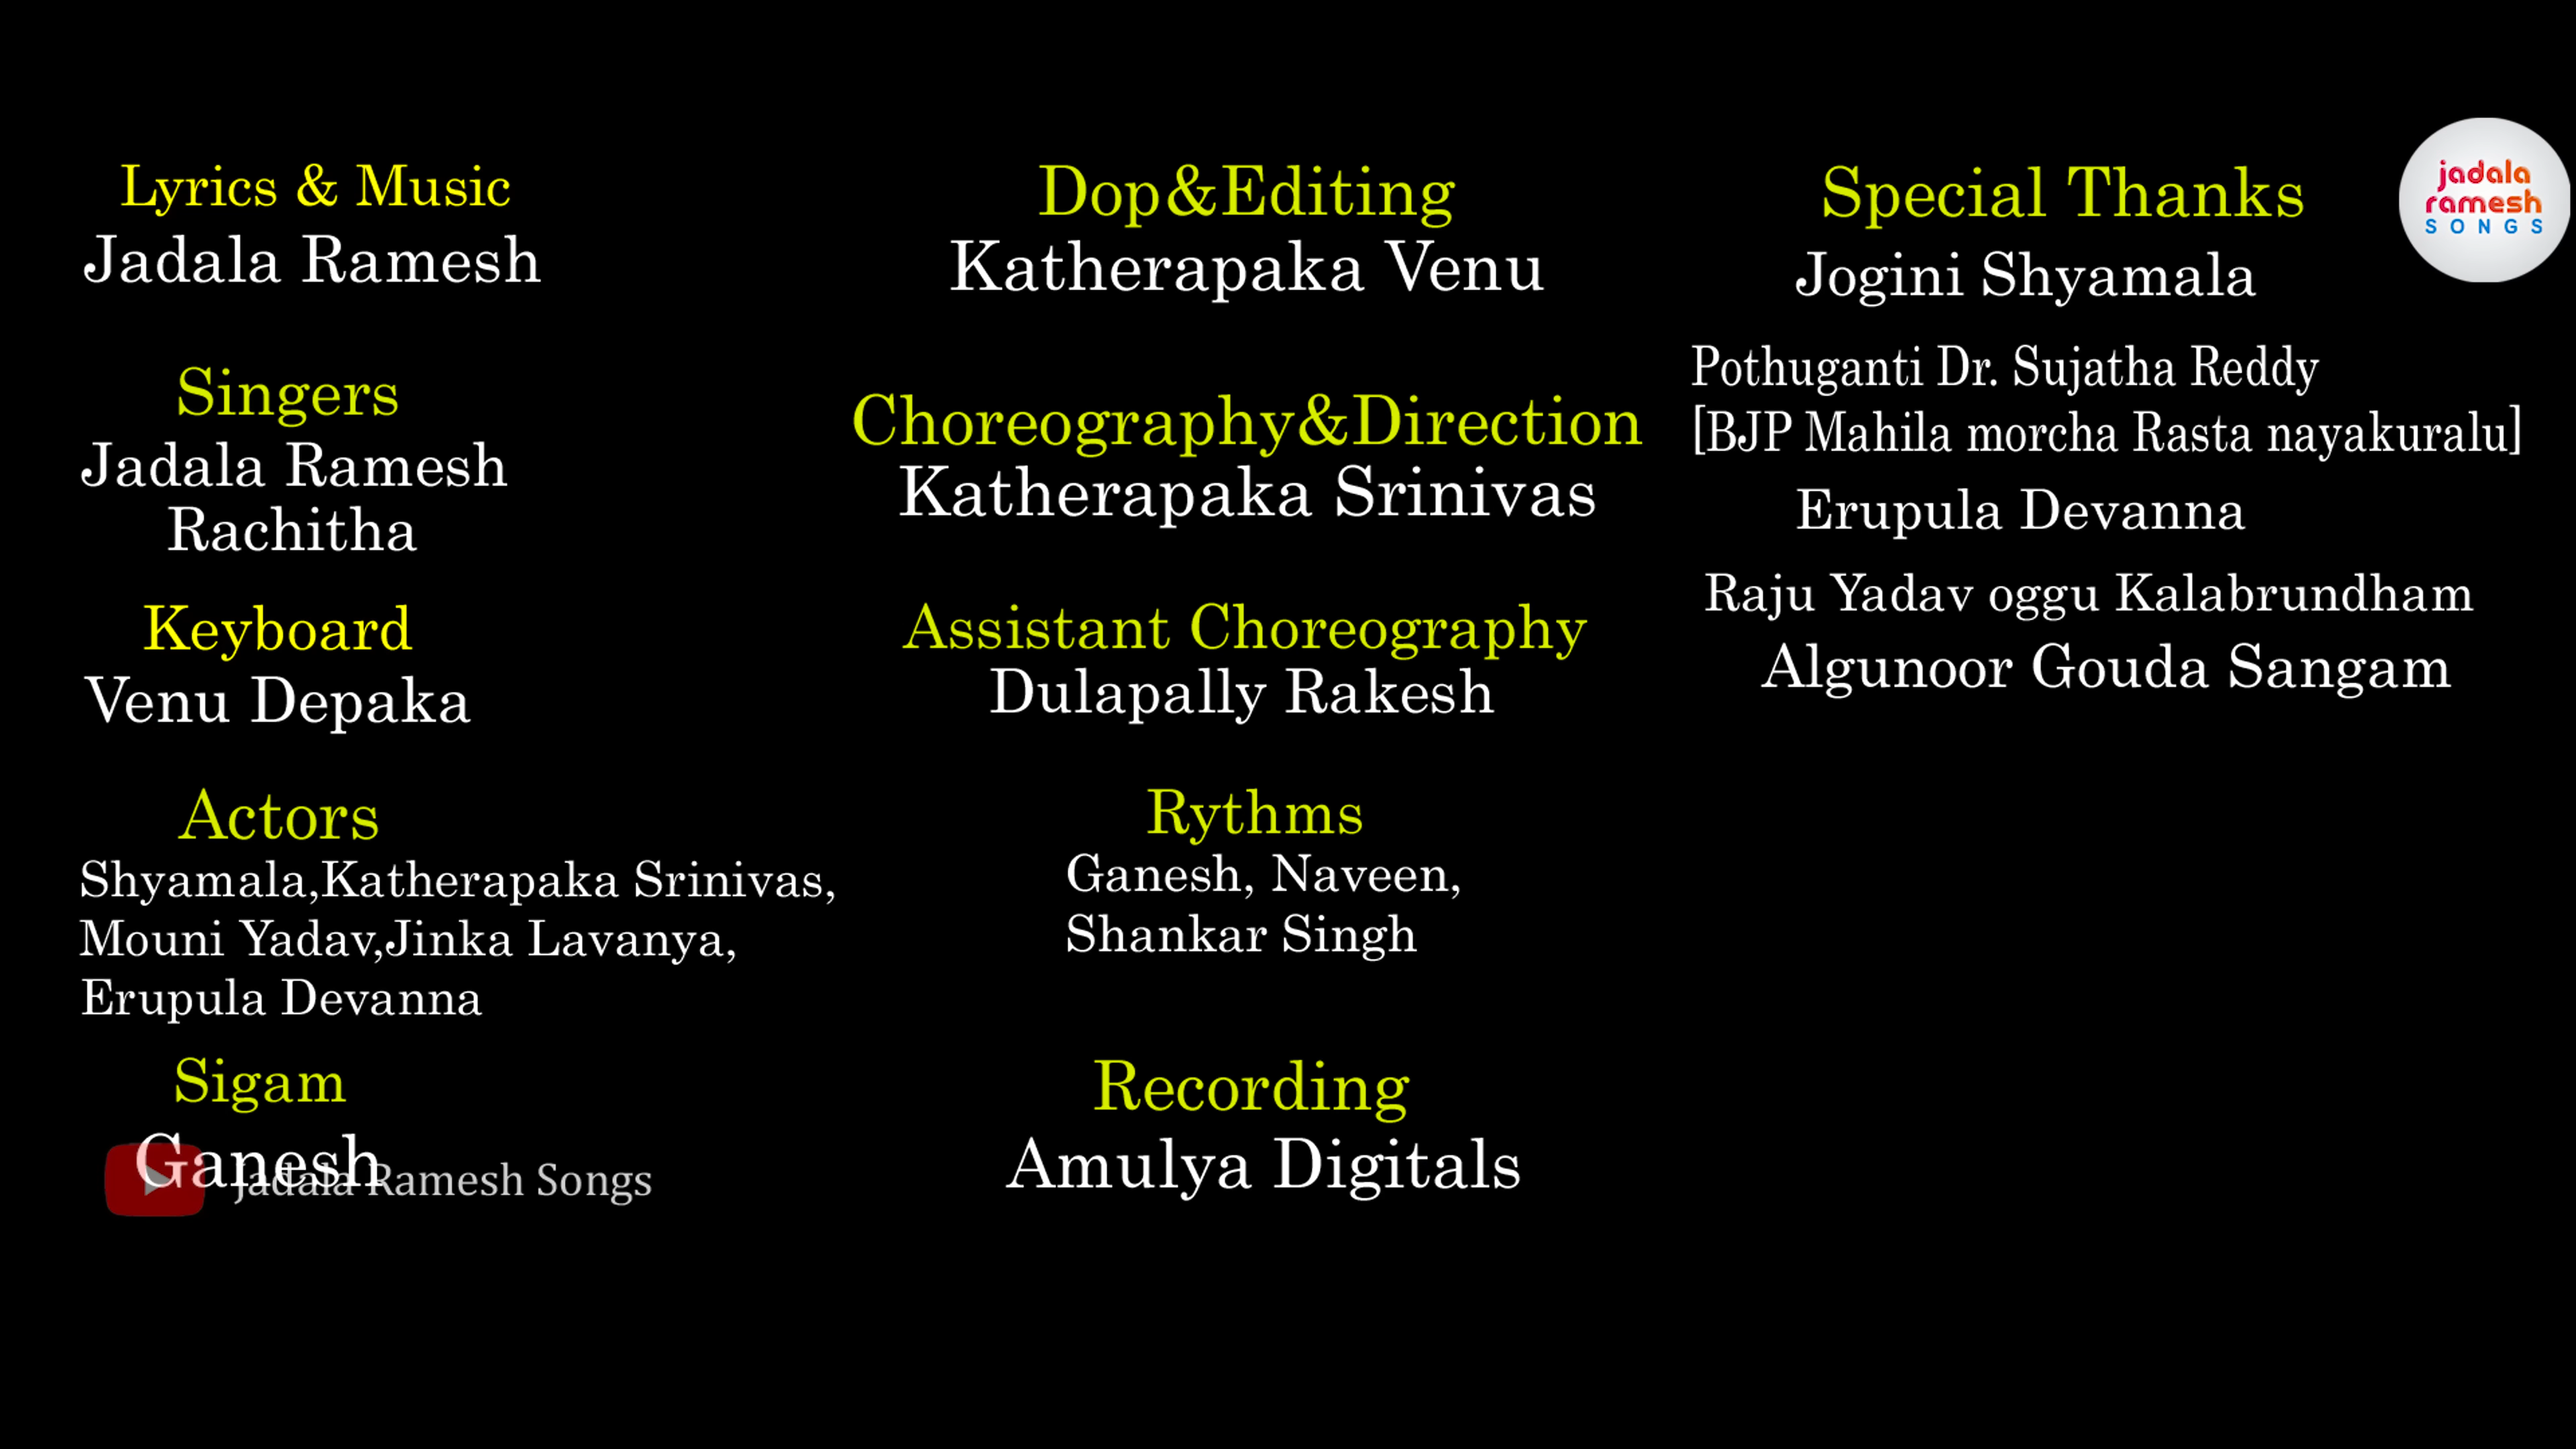 Lyrics & Music
Jadala Ramesh
Singers
Jadala Ramesh
Rachitha
Keyboard
Venu Depaka
Actors
Shyamala,Katherapaka Srinivas,
Mouni Yadav,Jinka Lavanya,
Erupula Devanna
Sigam
Ganesh
Jadala Ramesh Songs
Dop&Editing
Katherapaka Venu
Choreography&Direction
Katherapaka Srinivas
Assistant Choreography
Dulapally Rakesh
Rythms
Ganesh, Naveen,
Shankar Singh
Recording
Amulya Digitals
Special Thanks
Jogini Shyamala
Pothuganti Dr. Sujatha Reddy
[BJP Mahila morcha Rasta nayakuralu]
Erupula Devanna
Raju Yadav oggu Kalabrundham
Algunoor Gouda Sangam
jadala
ramesh
SONGS